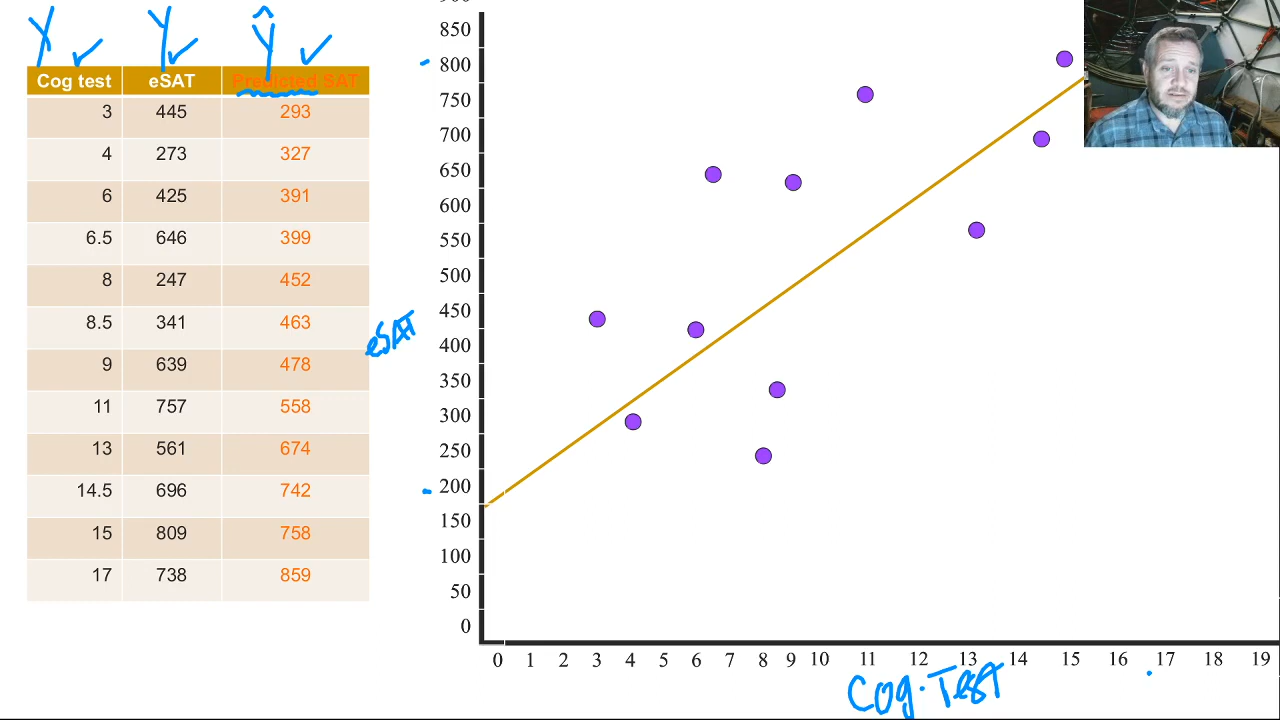 X Y Ŷ
Cog test eSAT Predicted SAT
3 445 293
4 273 327
6 425 391
6.5 646 399
8 247 452
8.5 341 463
9 639 478
11 757 558
13 561 674
14.5 696 742
15 809 758
17 738 859
eSAT
850
800
750
700
650
600
550
500
450
400
350
300
250
200
150
100
50
0
0 1 2 3 4 5 6 7 8 9 10 11 12 13 14 15 16 17 18 19
Cog. Test